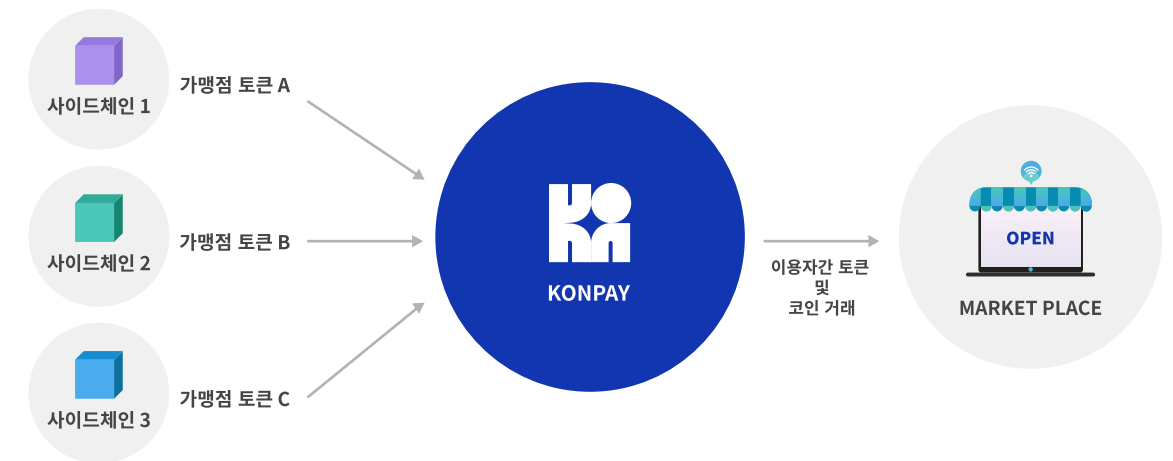 사이드체인 1
가맹점 토큰 A
사이드체인 2
가맹점 토큰 B
사이드체인 3
가맹점 토큰 C
KONPAY
이용자간 토큰
및
코인 거래
OPEN
MARKET PLACE